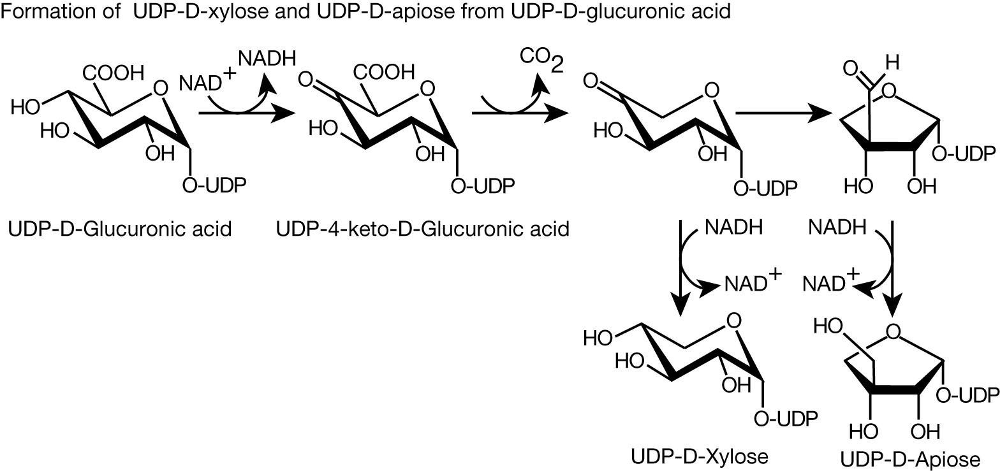 Formation of UDP-D-xylose and UDP-D-apiose from UDP-D-glucuronic acid
COOH
O
HO
HO
OH
O-UDP
NAD+
NADH
O
COOH
O
HO
OH
O-UDP
CO2
O
O
HO
OH
O-UDP
O
H
O
O-UDP
HO
OH
UDP-D-Glucuronic acid
UDP-4-keto-D-Glucuronic acid
NADH
NAD+
NADH
NAD+
O
HO
HO
OH
O-UDP
UDP-D-Xylose
HO
O
O-UDP
HO
OH
UDP-D-Apiose